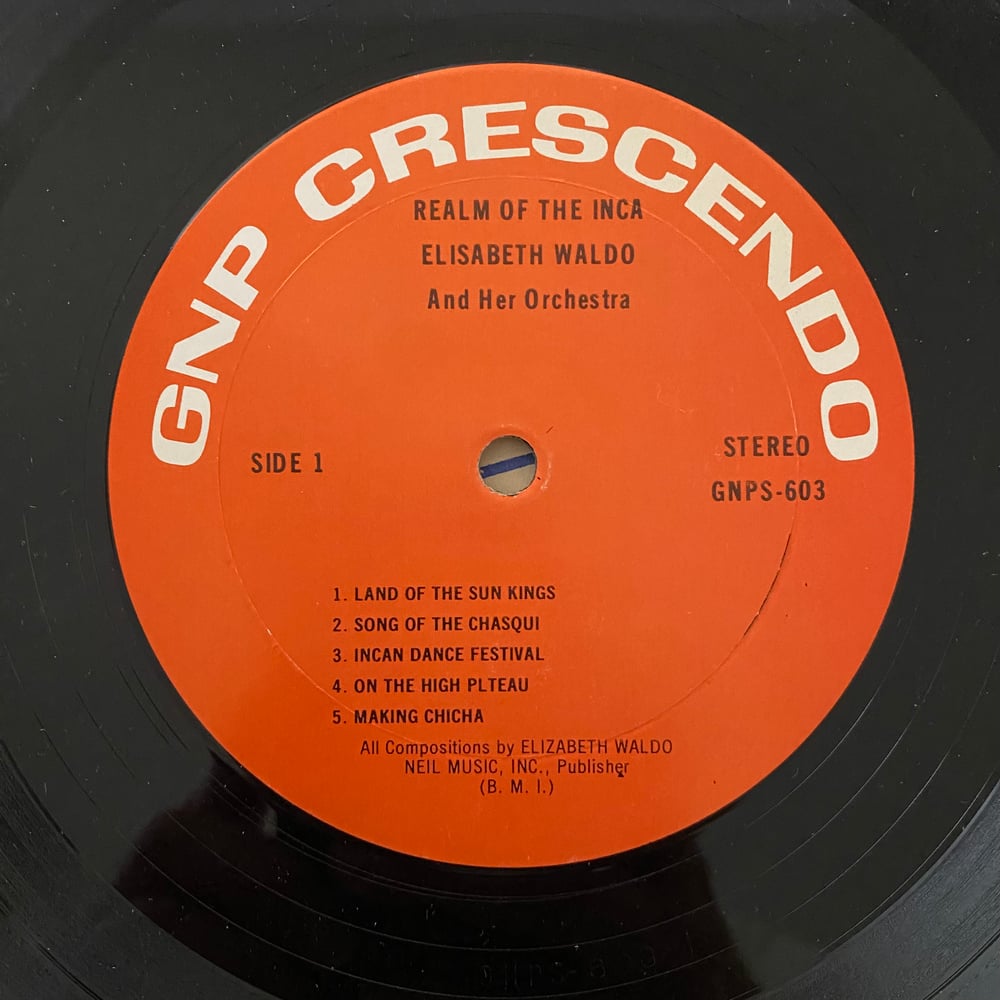 GNP CRESCENDO
REALM OF THE INCA
ELISABETH WALDO
And Her Orchestra
SIDE 1
STEREO
GNPS-603
1. LAND OF THE SUN KINGS
2. SONG OF THE CHASQUI
3. INCAN DANCE FESTIVAL
4. ON THE HIGH PLTEAU
5. MAKING CHICHA
All Compositions by ELIZABETH WALDO
NEIL MUSIC, INC., Publisher
(B. M. I.)